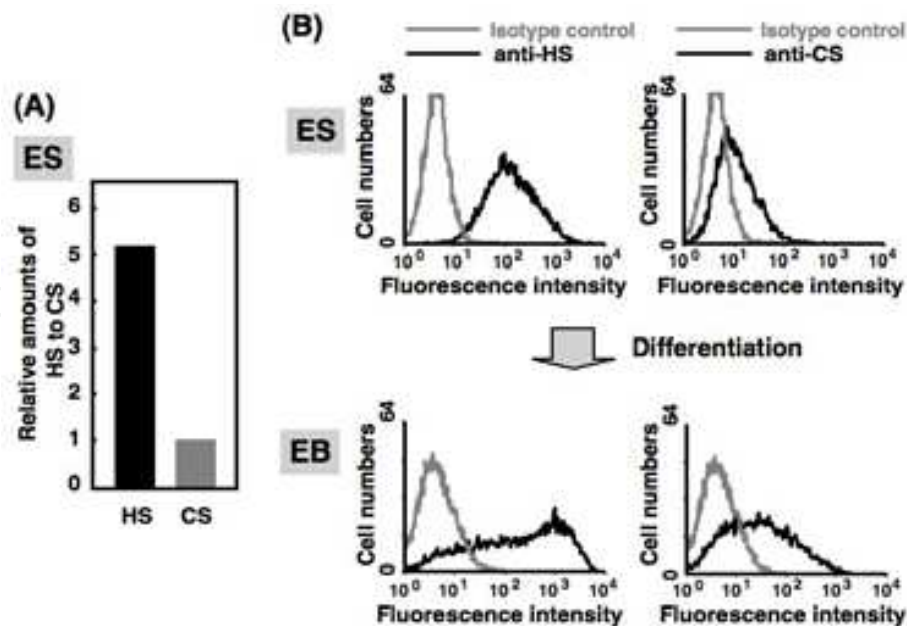 (A)
ES
Relative amounts of
HS to CS
6
5
4
3
2
1
0
HS CS
(B)
Isotype control
anti-HS
Isotype control
anti-CS
ES
Cell numbers
64
0
10^0 10^1 10^2 10^3 10^4
Fluorescence intensity
Cell numbers
64
0
10^0 10^1 10^2 10^3 10^4
Fluorescence intensity
Differentiation
EB
Cell numbers
64
0
10^0 10^1 10^2 10^3 10^4
Fluorescence intensity
Cell numbers
64
0
10^0 10^1 10^2 10^3 10^4
Fluorescence intensity